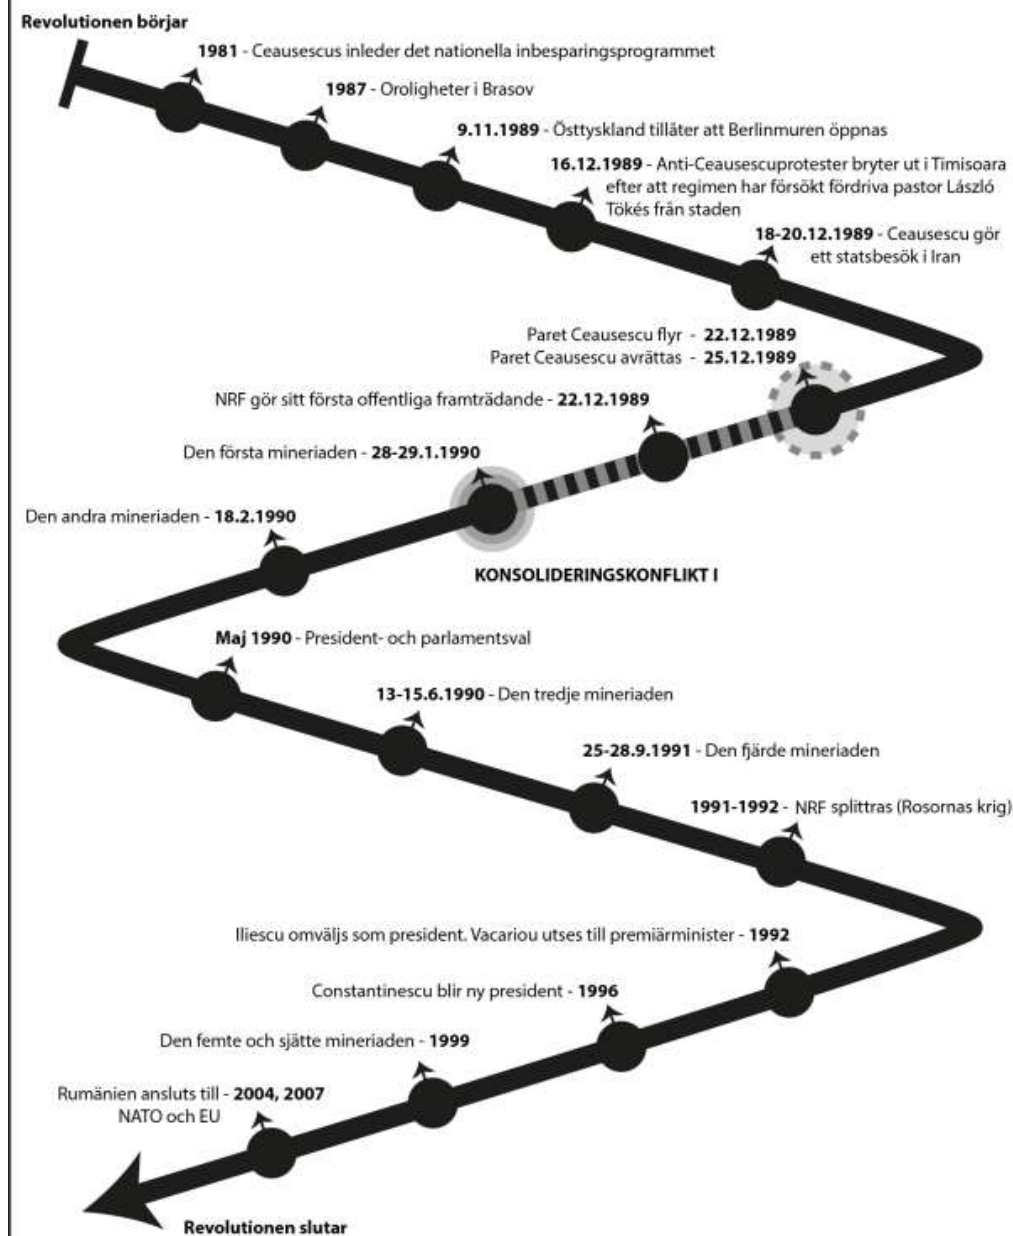 Revolutionen börjar
1981 - Ceausescus inleder det nationella inbesparingsprogrammet
1987 - Oroligheter i Brasov
9.11.1989 - Östtyskland tillåter att Berlinmuren öppnas
16.12.1989 - Anti-Ceausescuprotester bryter ut i Timisoara
efter att regimen har försökt fördriva pastor László
Tökés från staden
18-20.12.1989 - Ceausescu gör
ett statsbesök i Iran
Paret Ceausescu flyr - 22.12.1989
Paret Ceausescu avrättas - 25.12.1989
NRF gör sitt första offentliga framträdande - 22.12.1989
Den första mineriaden - 28-29.1.1990
Den andra mineriaden - 18.2.1990
KONSOLIDERINGSKONFLIKT I
Maj 1990 - President- och parlamentsval
13-15.6.1990 - Den tredje mineriaden
25-28.9.1991 - Den fjärde mineriaden
1991-1992 - NRF splittras (Rosornas krig)
Iliescu omväljs som president. Vacariou utses till premiärminister - 1992
Constantinescu blir ny president - 1996
Den femte och sjätte mineriaden - 1999
Rumänien ansluts till - 2004, 2007
NATO och EU
Revolutionen slutar